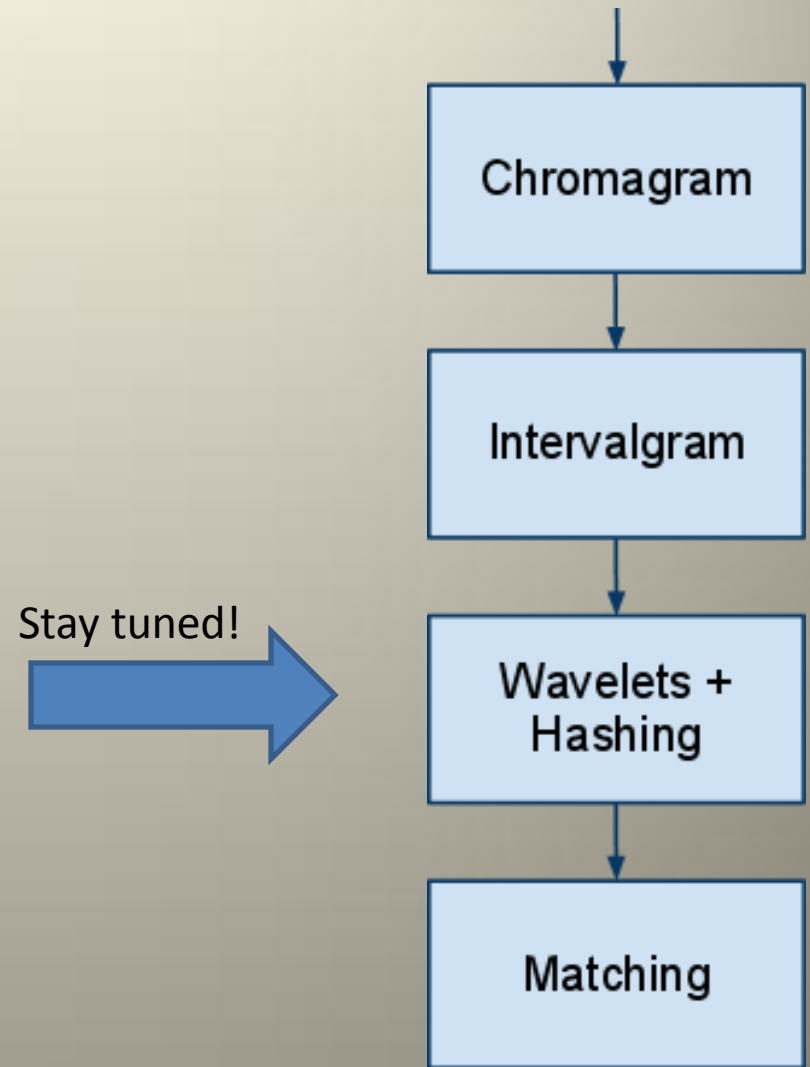 Chromagram
Intervalgram
Stay tuned!
Wavelets +
Hashing
Matching